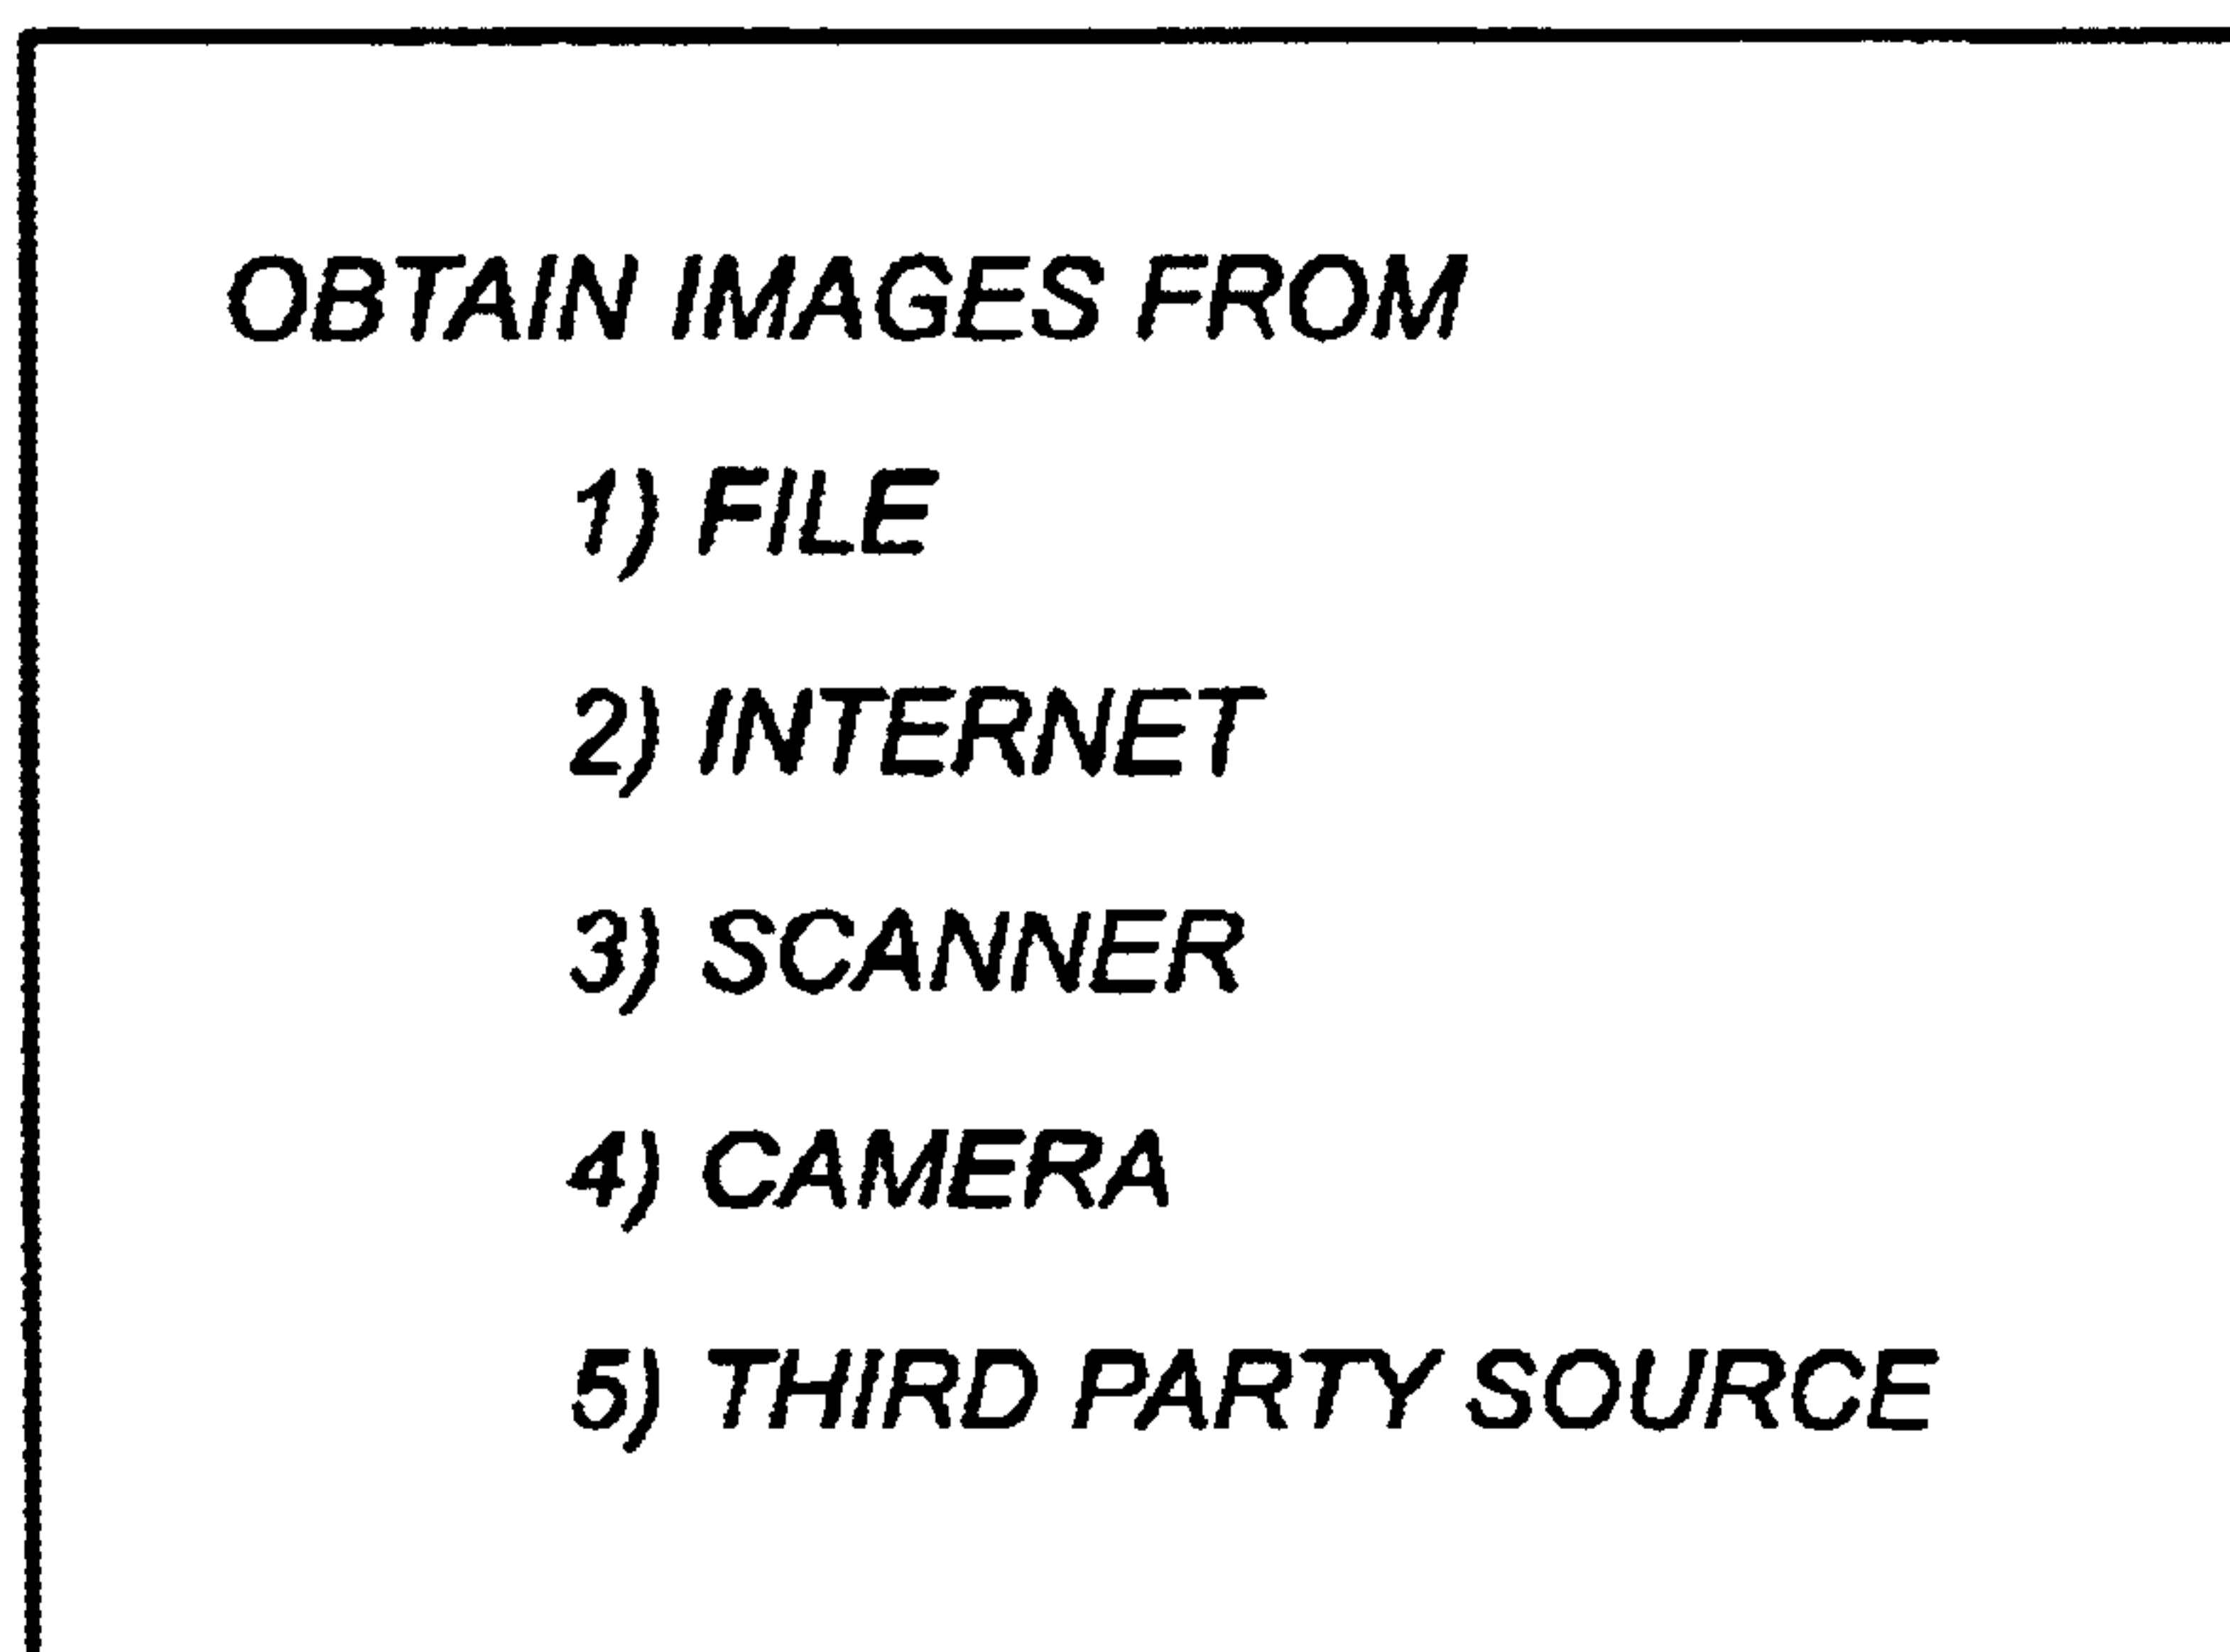 OBTAIN IMAGES FROM
1) FILE
2) INTERNET
3) SCANNER
4) CAMERA
5) THIRD PARTY SOURCE